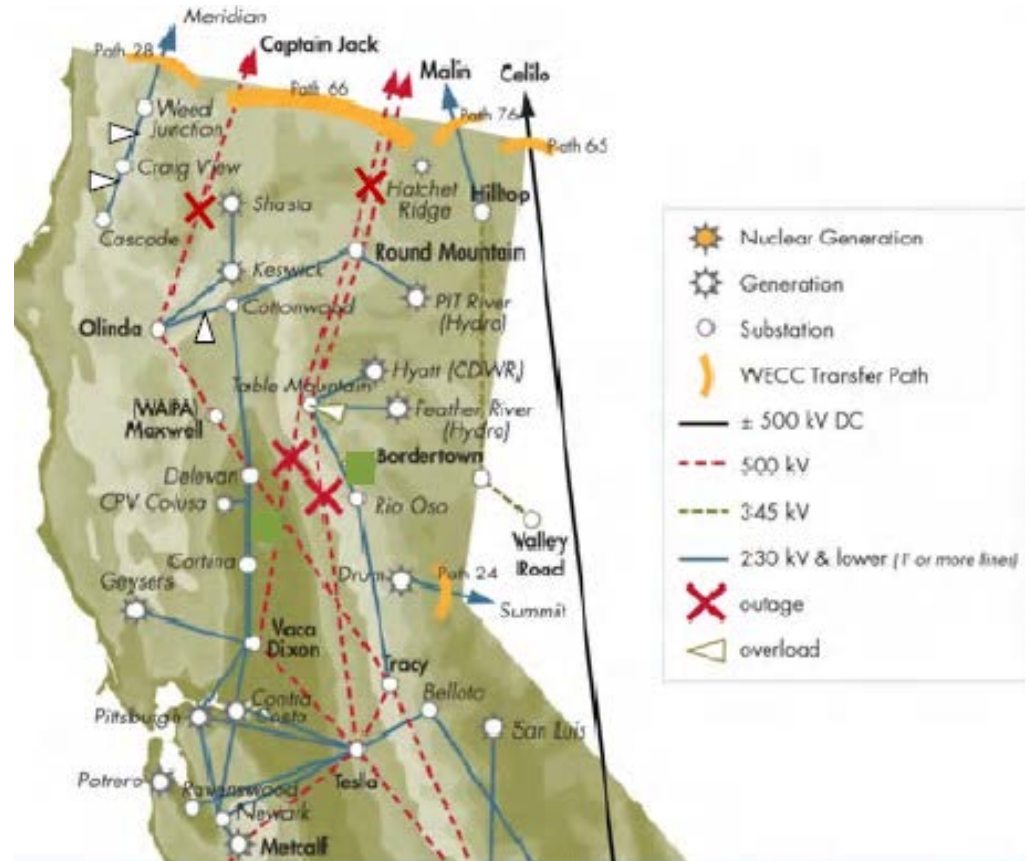 Meridian
Path 28
Captain Jack
Path 66
Malin
Celilo
Path 76
Path 65
Weed
Junction
Craig View
Cascade
Shasta
Hatchet
Ridge
Hilltop
Keswick
Round Mountain
Cottonwood
Olinda
PIT River
(Hydro)
Table Mountain
Hyatt (CDWR)
Feather River
(Hydro)
(WAPA)
Maxwell
Bordertown
Delevan
CPV Colusa
Rio Oso
Valley
Road
Cortina
Geysers
Drum
Path 24
Summit
Vaca
Dixon
Tracy
Bellota
Contra
Costa
Pittsburgh
San Luis
Tesla
Potrero
Ravenswood
Newark
Metcalf
Nuclear Generation
Generation
Substation
WECC Transfer Path
± 500 kV DC
500 kV
345 kV
230 kV & lower (1 or more lines)
outage
overload